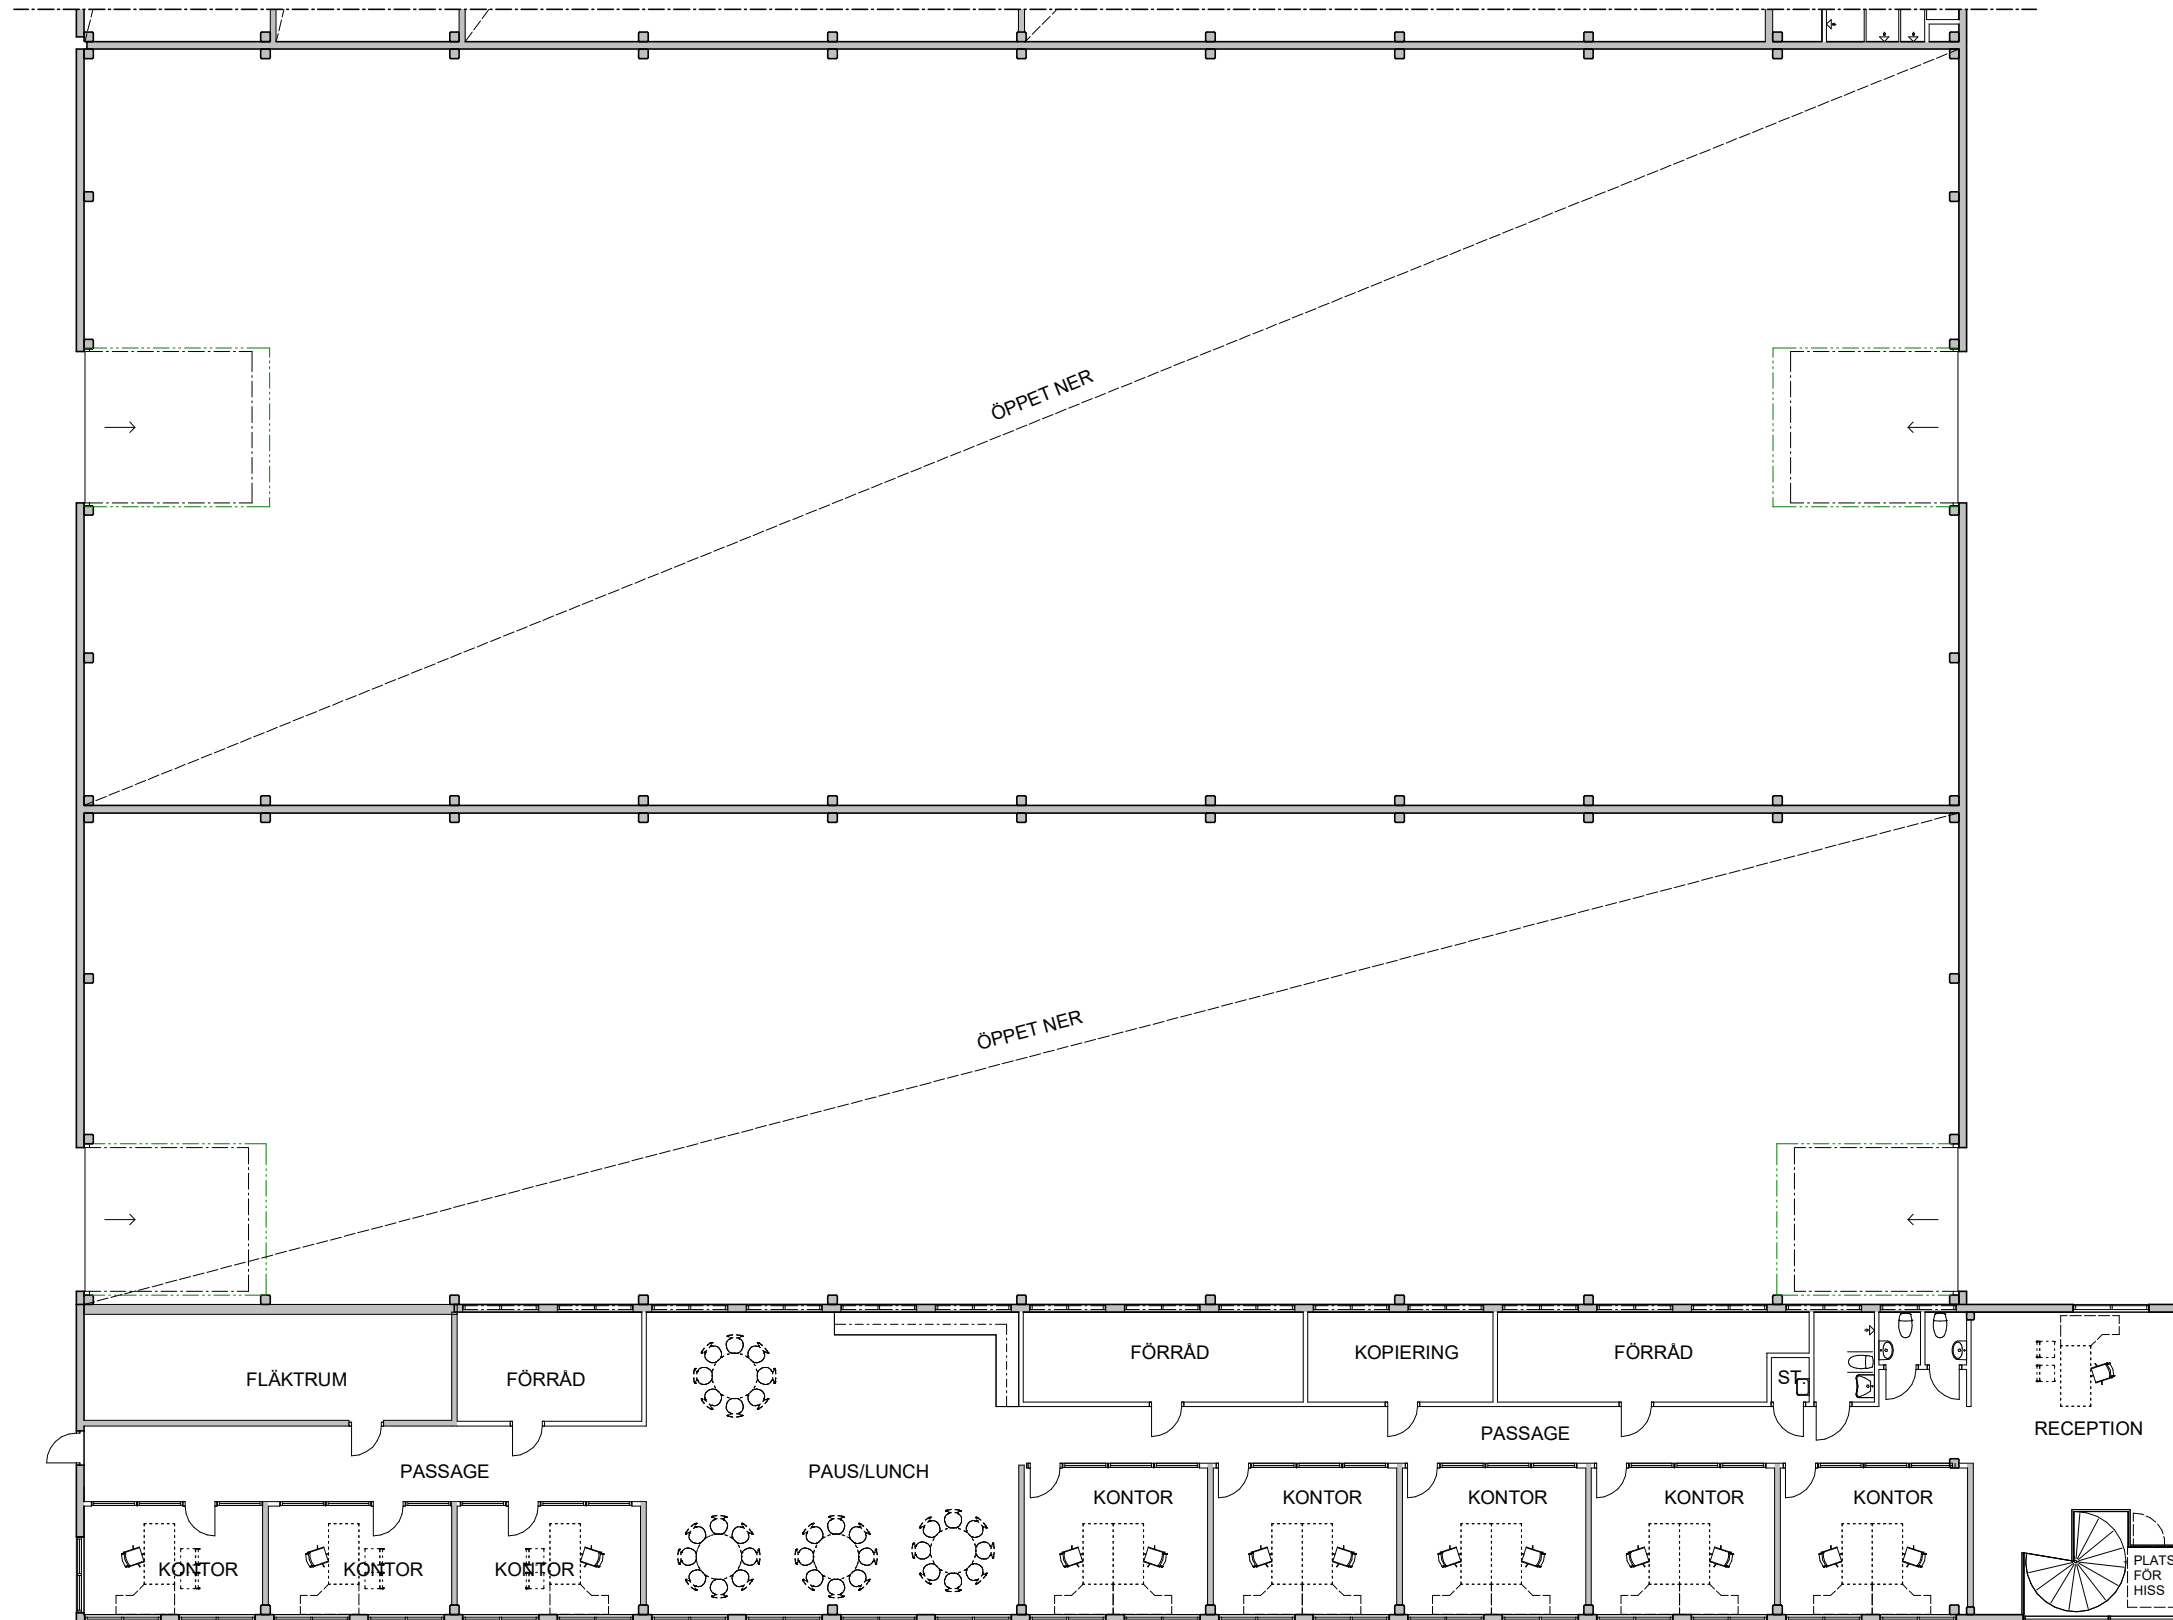 ÖPPET NER
ÖPPET NER
FLÄKTRUM
FÖRRÅD
FÖRRÅD
KOPIERING
FÖRRÅD
ST
PASSAGE
PAUS/LUNCH
PASSAGE
RECEPTION
KONTOR
KONTOR
KONTOR
KONTOR
KONTOR
KONTOR
KONTOR
KONTOR
PLATS
FÖR
HISS